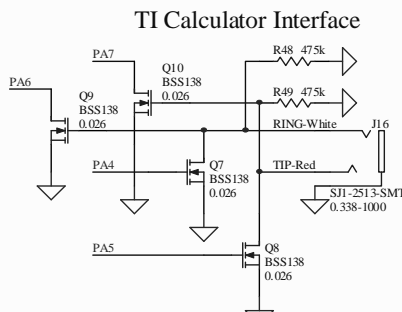 TI Calculator Interface
R48 475k
PA7
Q10
BSS138
0.026
PA6
Q9
BSS138
0.026
R49 475k
RING-White
J16
PA4
Q7
BSS138
0.026
TIP-Red
SJ1-2513-SMT
0.338-1000
PA5
Q8
BSS138
0.026